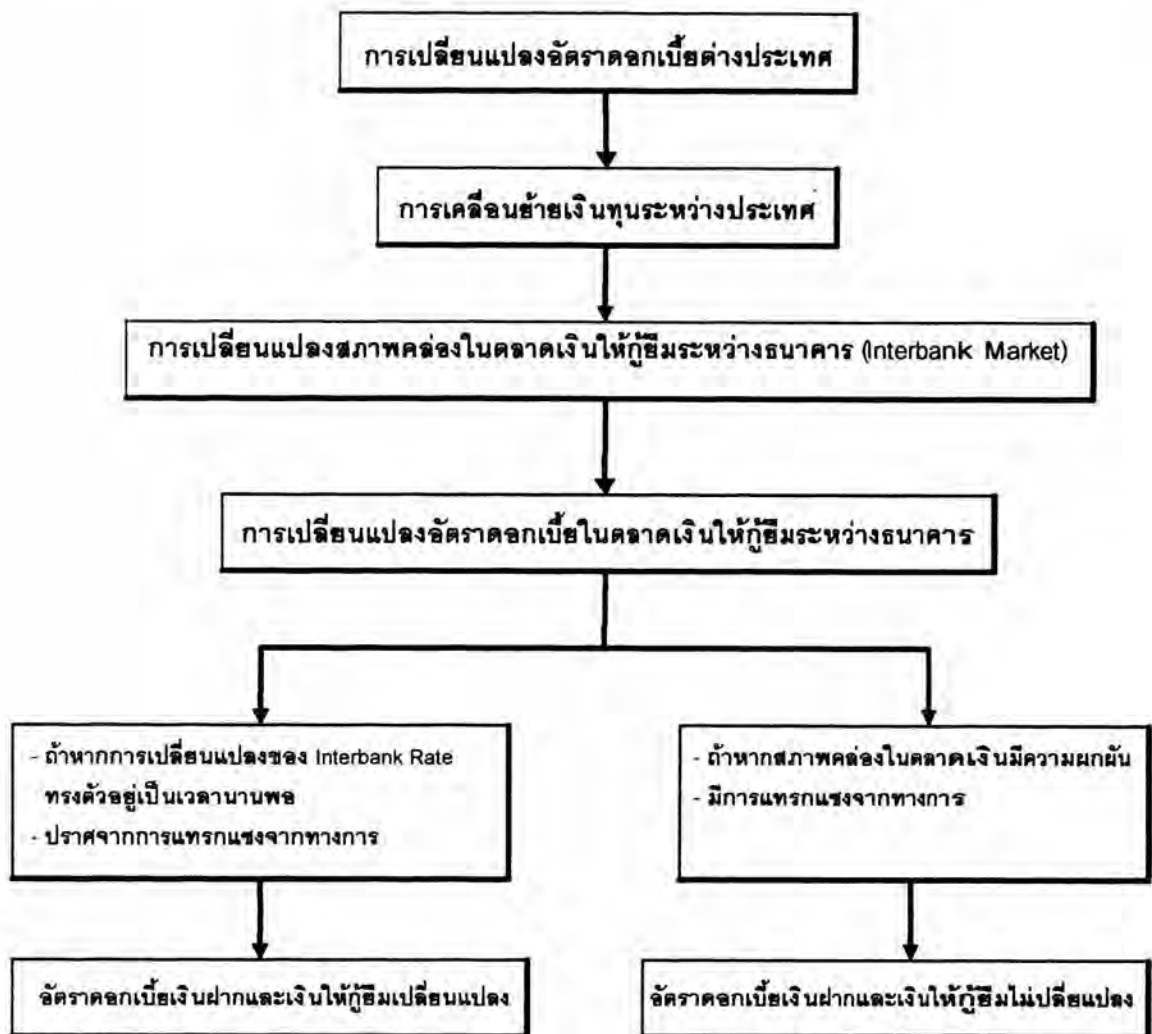 การเปลี่ยนแปลงอัตราดอกเบี้ยต่างประเทศ
การเคลื่อนย้ายเงินทุนระหว่างประเทศ
การเปลี่ยนแปลงสภาพคล่องในตลาดเงินให้กู้ยืมระหว่างธนาคาร (Interbank Market)
การเปลี่ยนแปลงอัตราดอกเบี้ยในตลาดเงินให้กู้ยืมระหว่างธนาคาร
- ถ้าหากการเปลี่ยนแปลงของ Interbank Rate
ทรงตัวอยู่เป็นเวลานานพอ
- ปราศจากการแทรกแซงจากทางการ
- ถ้าหากสภาพคล่องในตลาดเงินมีความผกผัน
- มีการแทรกแซงจากทางการ
อัตราดอกเบี้ยเงินฝากและเงินให้กู้ยืมเปลี่ยนแปลง
อัตราดอกเบี้ยเงินฝากและเงินให้กู้ยืมไม่เปลี่ยแปลง